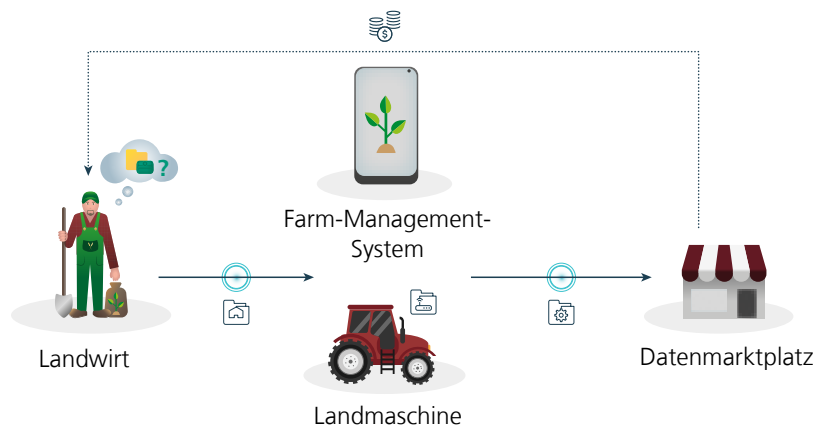 Farm-Management-
System
Landwirt
Landmaschine
Datenmarktplatz
?
$